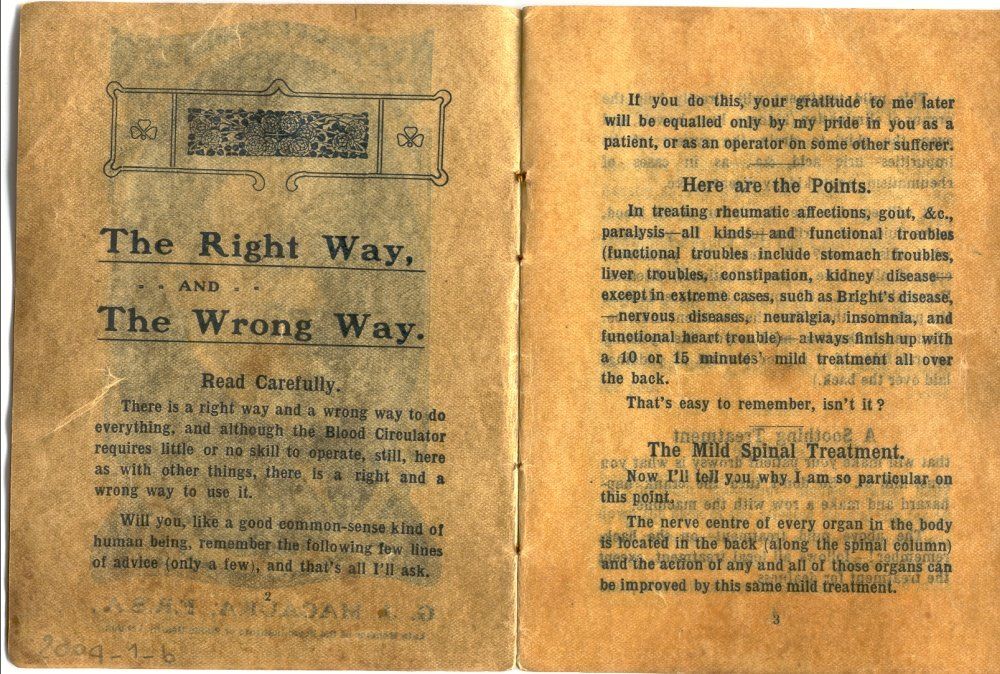 The Right Way,
- - AND - -
The Wrong Way.
Read Carefully.
There is a right way and a wrong way to do
everything, and although the Blood Circulator
requires little or no skill to operate, still, here
as with other things, there is a right and a
wrong way to use it.
Will you, like a good common-sense kind of
human being, remember the following few lines
of advice (only a few), and that's all I'll ask.
2
9809-1-6
If you do this, your gratitude to me later
will be equalled only by my pride in you as a
patient, or as an operator on some other sufferer.
Here are the Points.
In treating rheumatic affections, gout, &c.,
paralysis—all kinds—and functional troubles
(functional troubles include stomach troubles,
liver troubles, constipation, kidney disease—
except in extreme cases, such as Bright's disease,
—nervous diseases, neuralgia, insomnia, and
functional heart trouble)—always finish up with
a 10 or 15 minutes' mild treatment all over
the back.
That's easy to remember, isn't it?
The Mild Spinal Treatment.
Now I'll tell you why I am so particular on
this point.
The nerve centre of every organ in the body
is located in the back (along the spinal column)
and the action of any and all of those organs can
be improved by this same mild treatment.
3